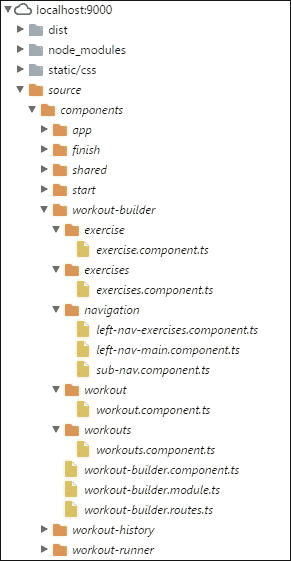 localhost:9000
dist
node_modules
static/css
source
components
app
finish
shared
start
workout-builder
exercise
exercise.component.ts
exercises
exercises.component.ts
navigation
left-nav-exercises.component.ts
left-nav-main.component.ts
sub-nav.component.ts
workout
workout.component.ts
workouts
workouts.component.ts
workout-builder.component.ts
workout-builder.module.ts
workout-builder.routes.ts
workout-history
workout-runner